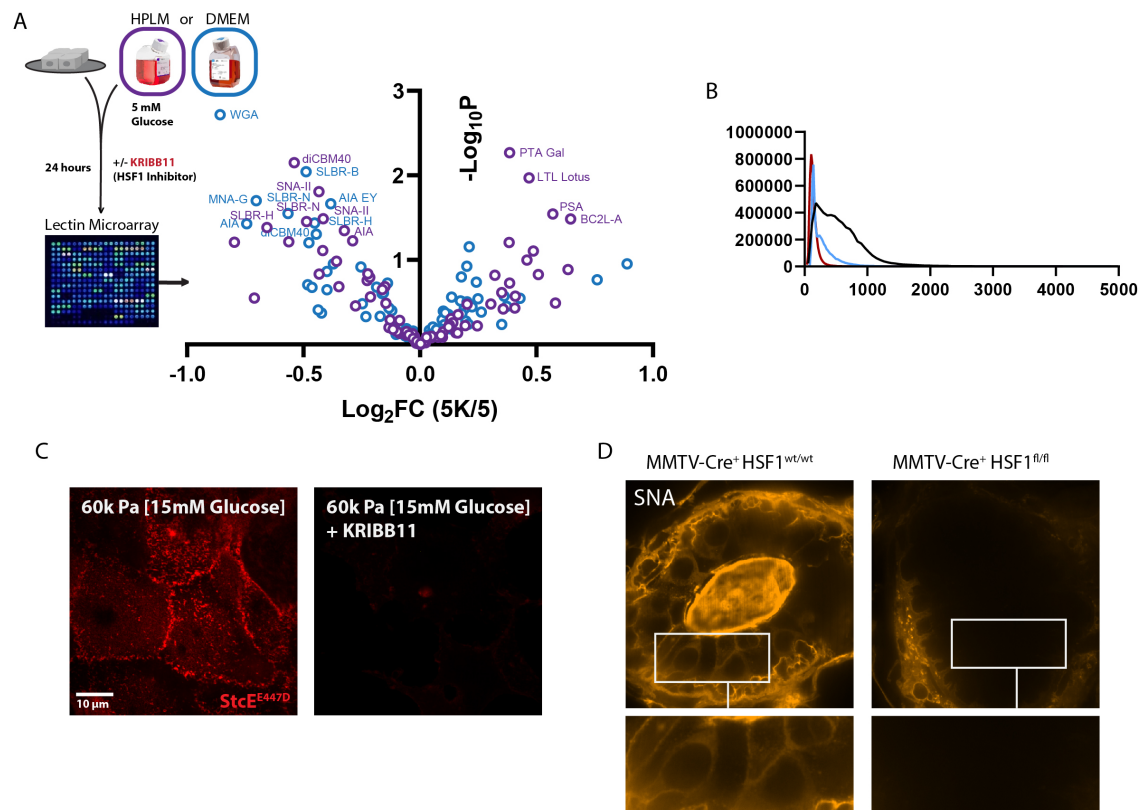 A
HPLM or DMEM
5 mM
Glucose
24 hours
+/- KRIBB11
(HSF1 Inhibitor)
Lectin Microarray
3
2
1
-Log10P
WGA
diCBM40
SLBR-B
SNA-II
MNA-G
SLBR-N
AIA EY
SLBR-H
SLBR-N
SNA-II
AIA
SLBR-H
diCBM40
AIA
PTA Gal
LTL Lotus
PSA
BC2L-A
-1.0 -0.5 0.0 0.5 1.0
Log2FC (5K/5)
B
1000000
800000
600000
400000
200000
0
0 1000 2000 3000 4000 5000
C
60k Pa [15mM Glucose]
10 µm
StcE E447D
60k Pa [15mM Glucose]
+ KRIBB11
D
MMTV-Cre+ HSF1wt/wt
MMTV-Cre+ HSF1fl/fl
SNA